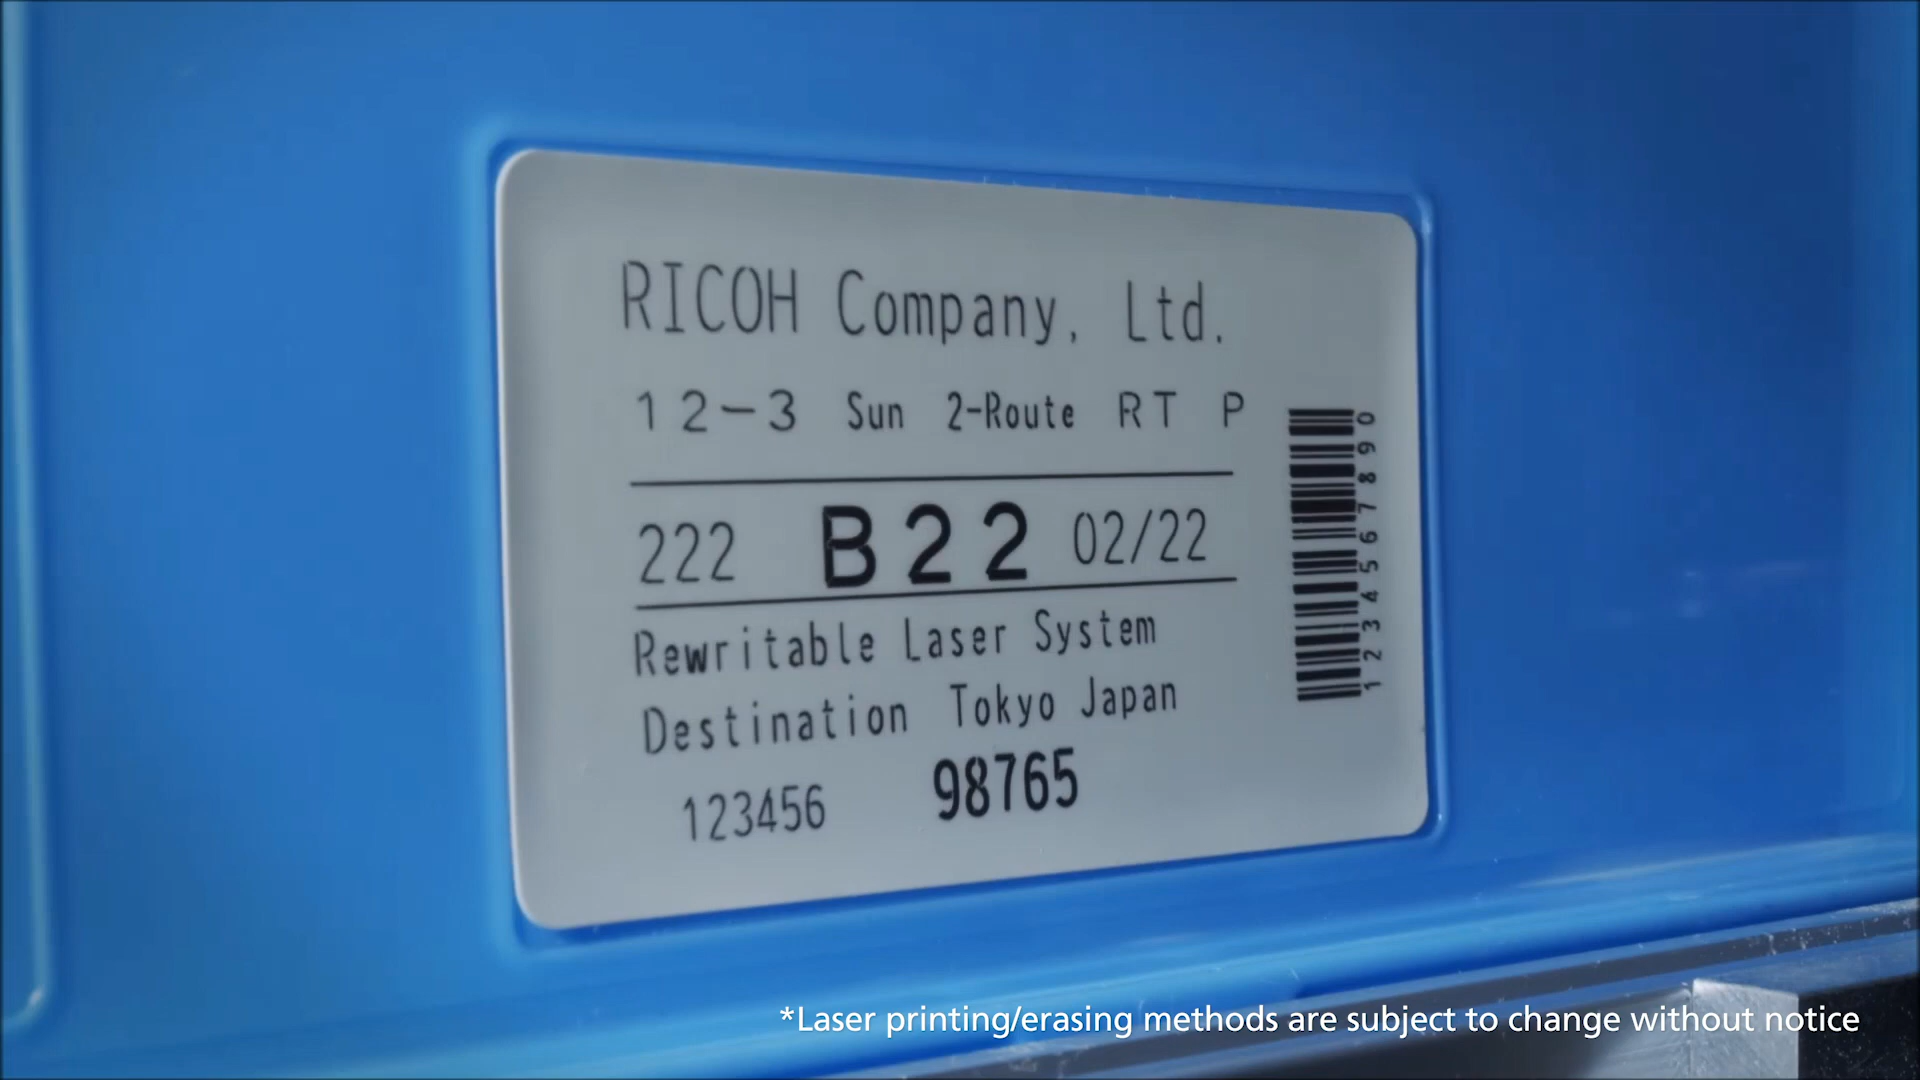 RICOH Company, Ltd.
12-3 Sun 2-Route RT P
222 B22 02/22
Rewritable Laser System
Destination Tokyo Japan
123456 98765
1234567890
*Laser printing/erasing methods are subject to change without notice